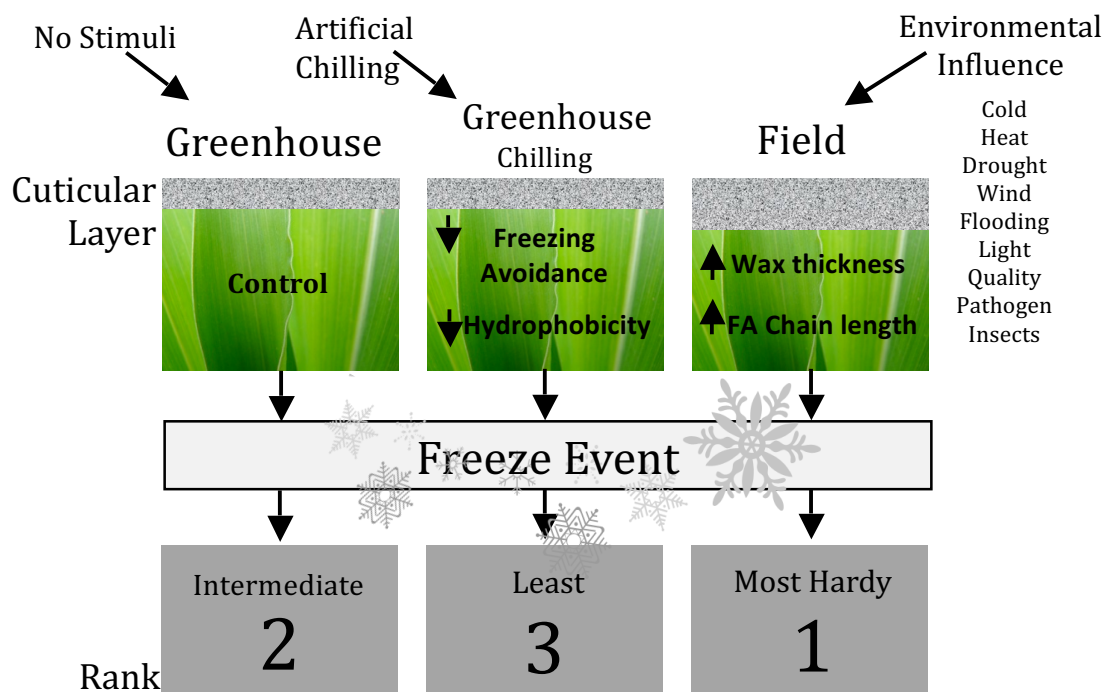 No Stimuli
Artificial
Chilling
Environmental
Influence
Greenhouse
Greenhouse
Chilling
Field
Cold
Heat
Drought
Wind
Flooding
Light
Quality
Pathogen
Insects
Cuticular
Layer
Control
Freezing
Avoidance
Hydrophobicity
Wax thickness
FA Chain length
Freeze Event
Intermediate
2
Least
3
Most Hardy
1
Rank